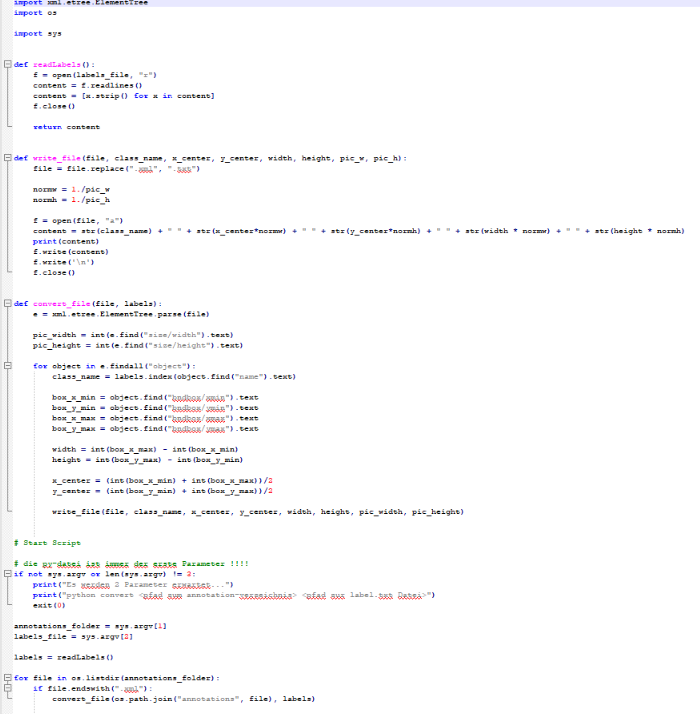 import xml.etree.ElementTree
import os
import sys
def readLabels():
f = open(labels_file, "r")
content = f.readlines()
content = [x.strip() for x in content]
f.close()
return content
def write_file(file, class_name, x_center, y_center, width, height, pic_w, pic_h):
file = file.replace(".xml", ".txt")
normw = 1./pic_w
normh = 1./pic_h
f = open(file, "a")
content = str(class_name) + " " + str(x_center*normw) + " " + str(y_center*normh) + " " + str(width * normw) + " " + str(height * normh)
print(content)
f.write(content)
f.write('\n')
f.close()
def convert_file(file, labels):
e = xml.etree.ElementTree.parse(file)
pic_width = int(e.find("size/width").text)
pic_height = int(e.find("size/height").text)
for object in e.findall("object"):
class_name = labels.index(object.find("name").text)
box_x_min = object.find("bndbox/xmin").text
box_y_min = object.find("bndbox/ymin").text
box_x_max = object.find("bndbox/xmax").text
box_y_max = object.find("bndbox/ymax").text
width = int(box_x_max) - int(box_x_min)
height = int(box_y_max) - int(box_y_min)
x_center = (int(box_x_min) + int(box_x_max))/2
y_center = (int(box_y_min) + int(box_y_max))/2
write_file(file, class_name, x_center, y_center, width, height, pic_width, pic_height)
# Start Script
# die py-datei ist immer der erste Parameter !!!!
if not sys.argv or len(sys.argv) != 3:
print("Es werden 2 Parameter erwartet...")
print("python convert <pfad zum annotation-verzeichnis> <pfad zur label.txt Datei>")
exit(0)
annotations_folder = sys.argv[1]
labels_file = sys.argv[2]
labels = readLabels()
for file in os.listdir(annotations_folder):
if file.endswith(".xml"):
convert_file(os.path.join("annotations", file), labels)